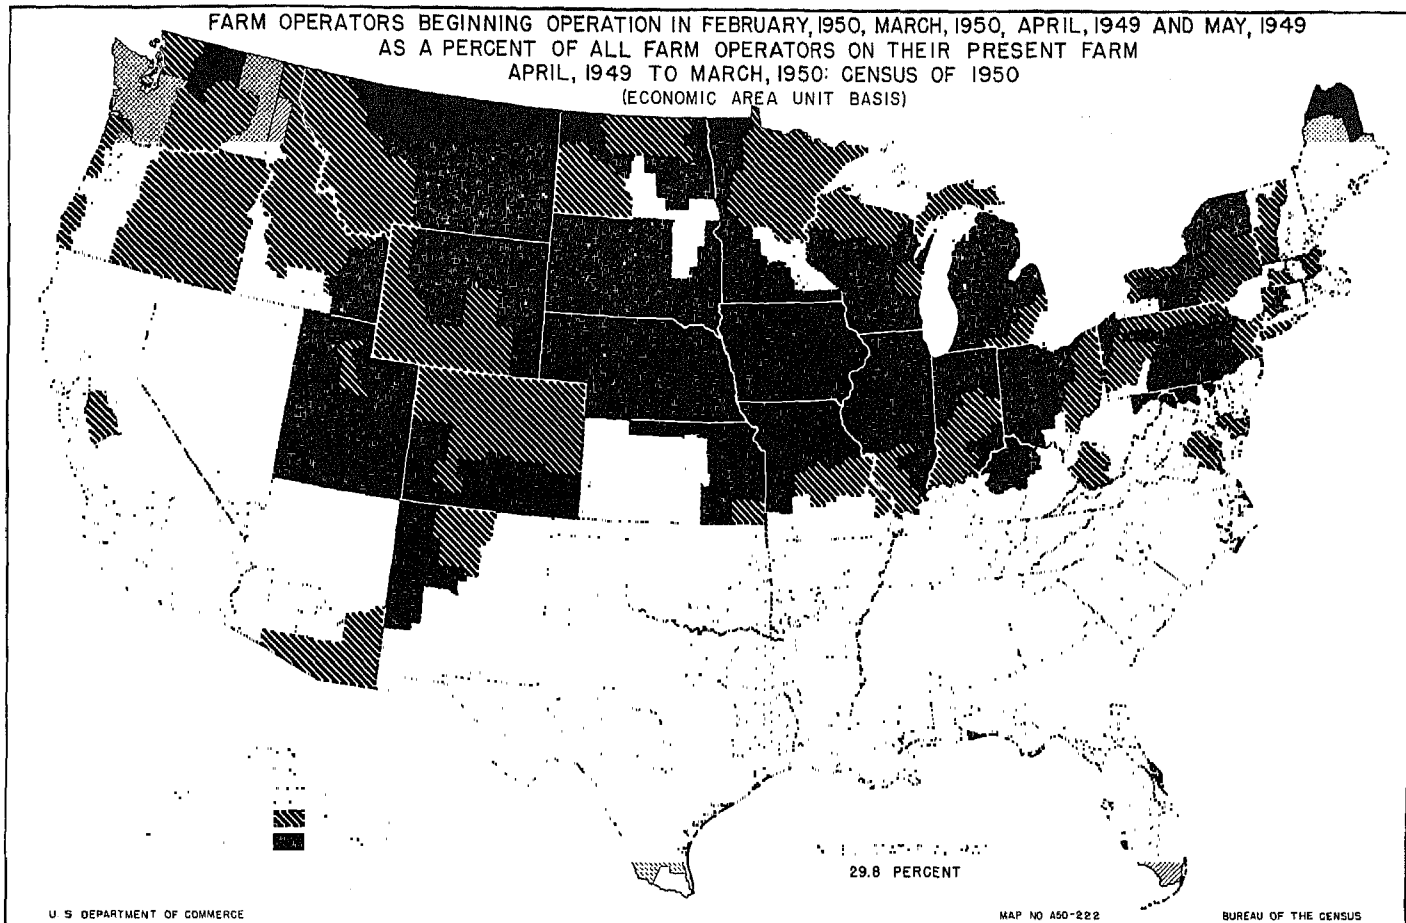 FARM OPERATORS BEGINNING OPERATION IN FEBRUARY, 1950, MARCH, 1950, APRIL, 1949 AND MAY, 1949
AS A PERCENT OF ALL FARM OPERATORS ON THEIR PRESENT FARM
APRIL, 1949 TO MARCH, 1950: CENSUS OF 1950
(ECONOMIC AREA UNIT BASIS)
29.8 PERCENT
U S DEPARTMENT OF COMMERCE
MAP NO A50-222
BUREAU OF THE CENSUS